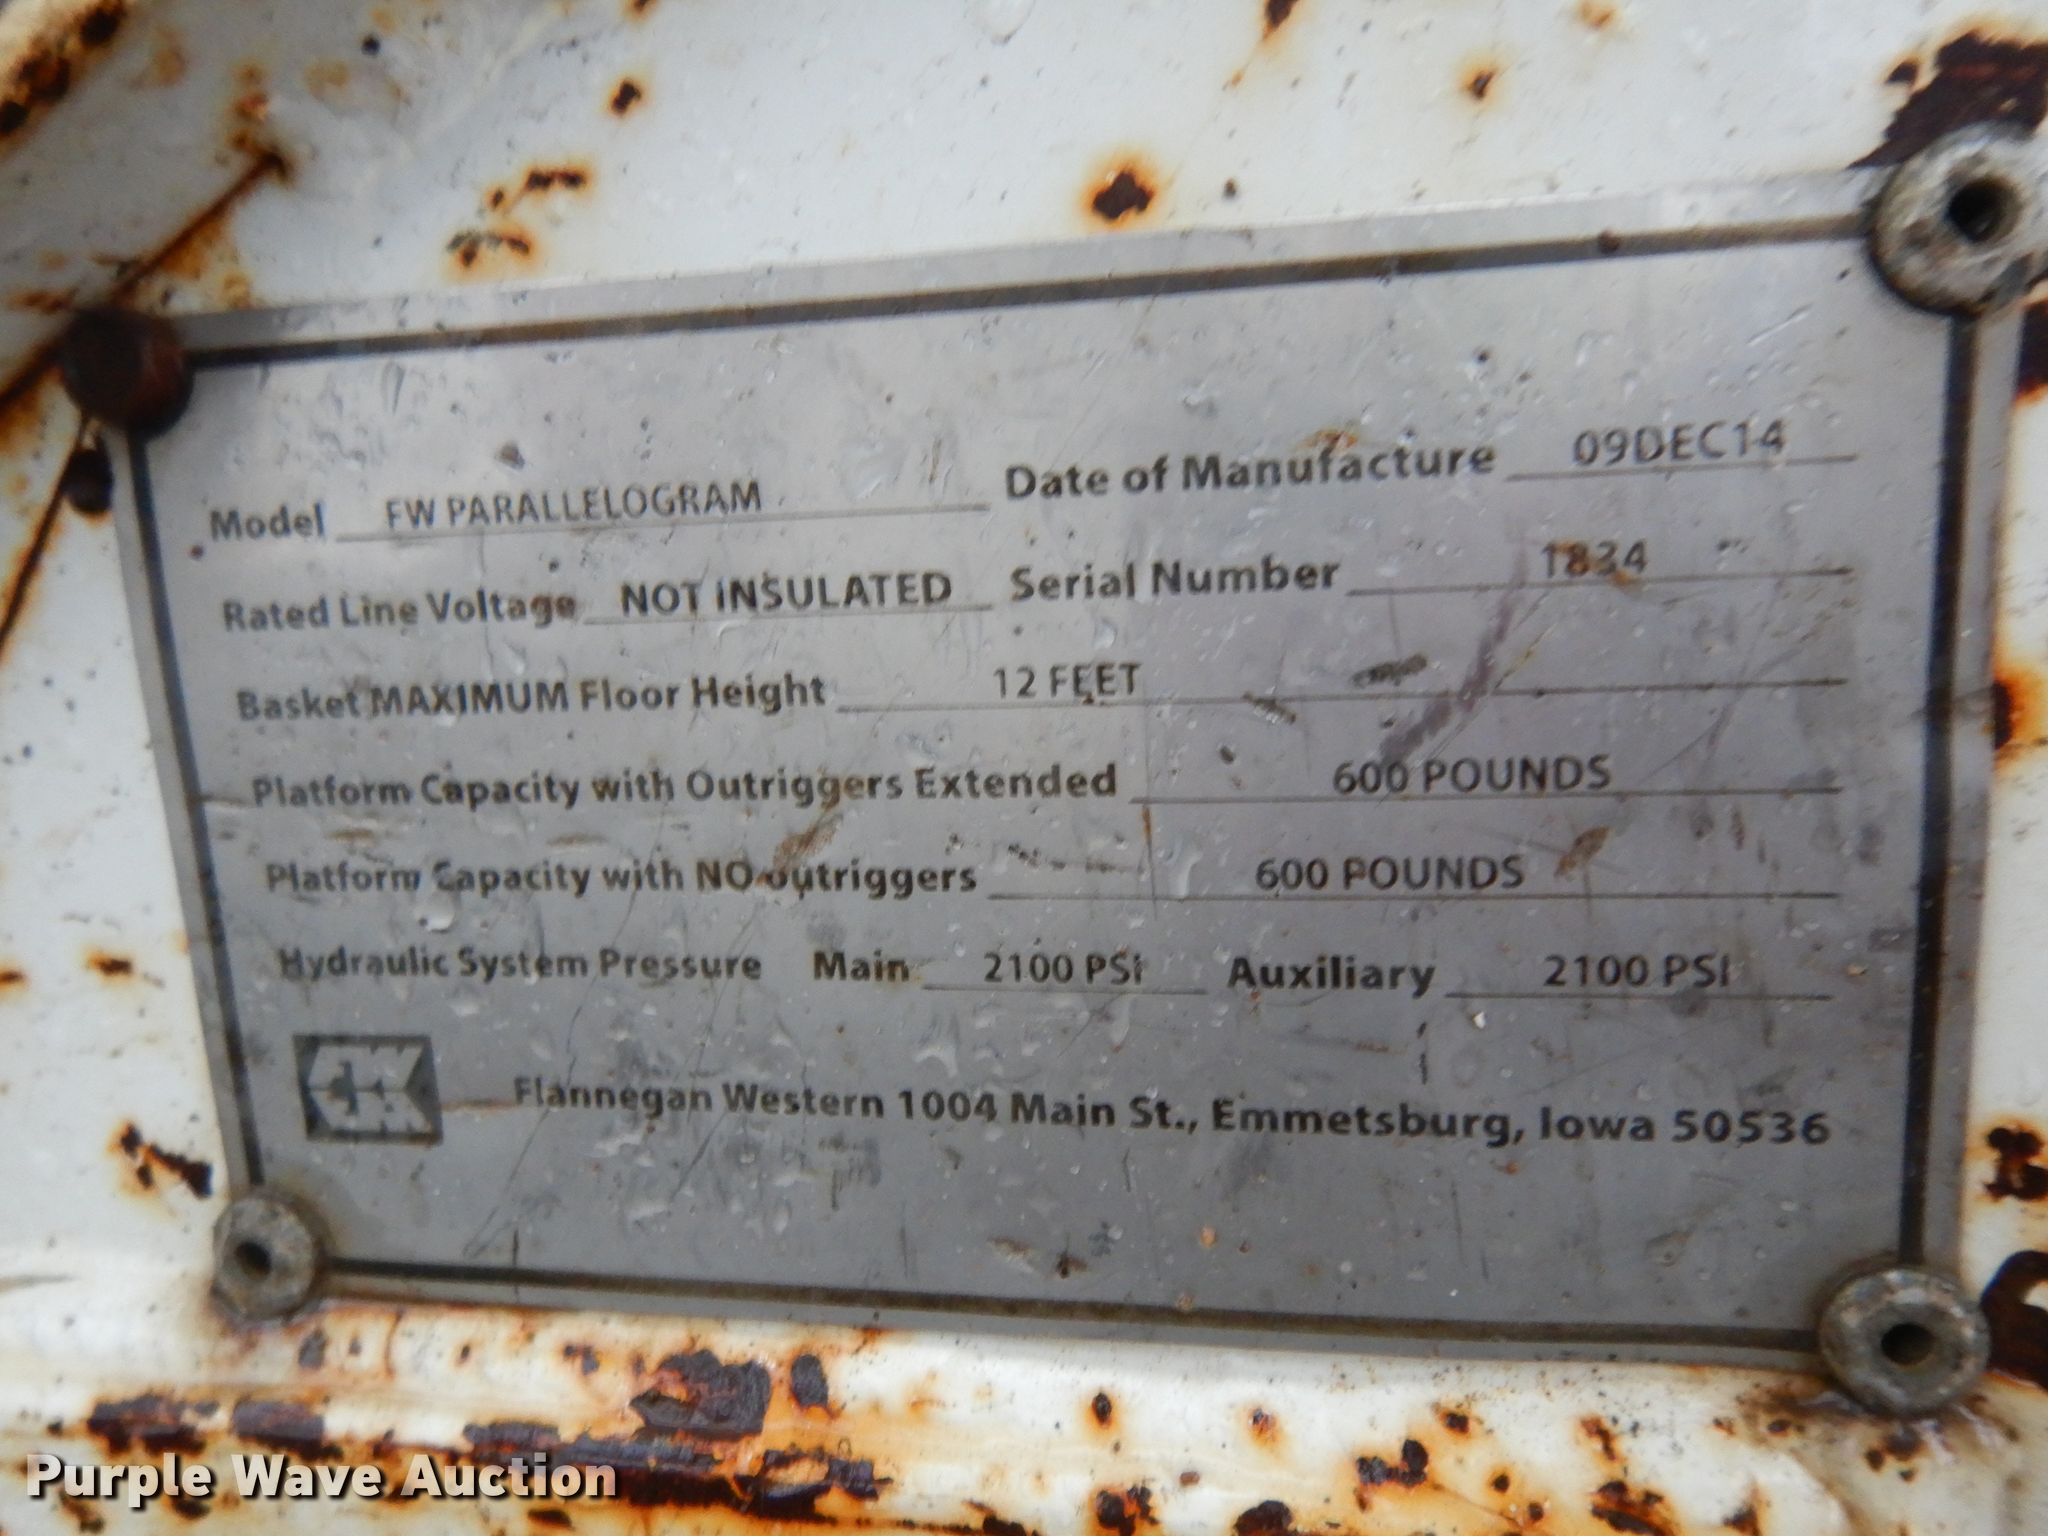 Model FW PARALLELOGRAM Date of Manufacture 09DEC14
Rated Line Voltage NOT INSULATED Serial Number 1834
Basket MAXIMUM Floor Height 12 FEET
Platform Capacity with Outriggers Extended 600 POUNDS
Platform Capacity with NO outriggers 600 POUNDS
Hydraulic System Pressure Main 2100 PSI Auxiliary 2100 PSI
FW
Flannegan Western 1004 Main St., Emmetsburg, Iowa 50536
Purple Wave Auction